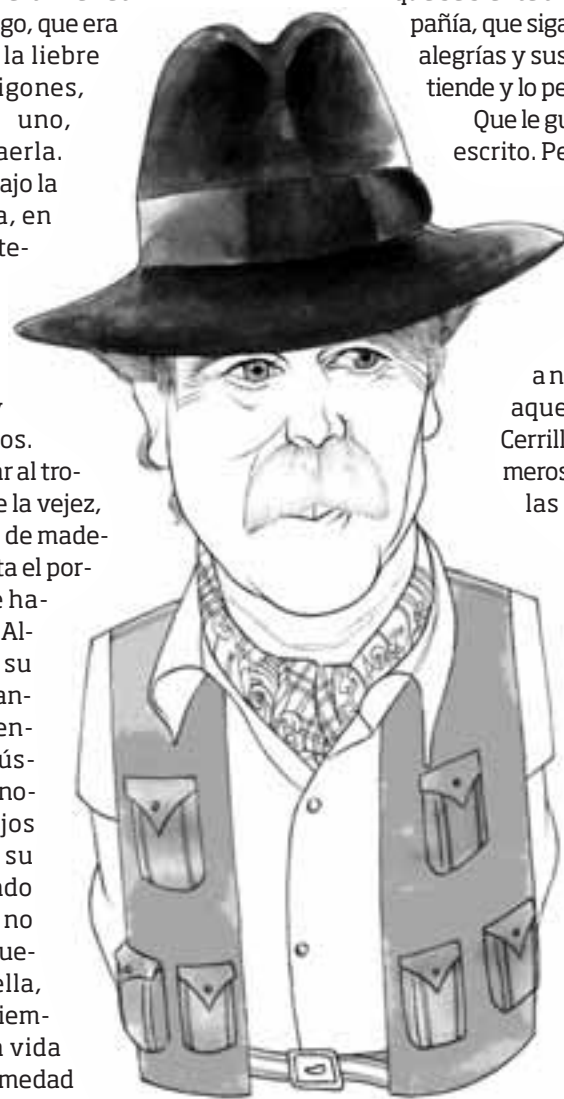 go, que era
la liebre
igones,
uno,
aerla.
ajo la
a, en
te-
y
os.
ar al tro-
e la vejez,
de made-
ta el por-
e ha-
Al-
su
an-
en-
ús-
no-
jos
su
ado
no
ue-
ella,
iem-
a vida
medad
pañía, que siga
alegrías y sus
tiende y lo pe
Que le gu
escrito. Pe
an
aque
Cerrill
meros
las